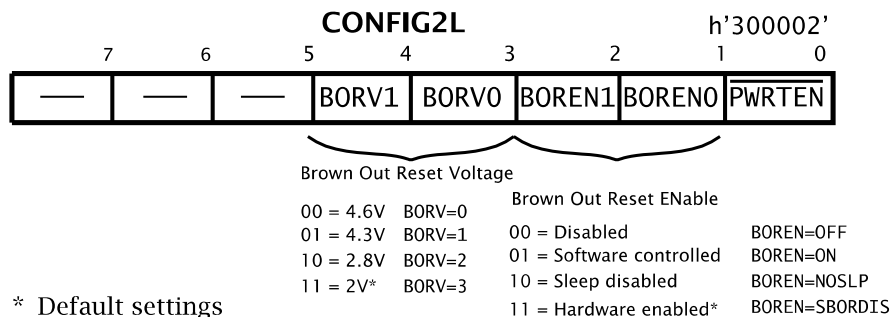 CONFIG2L h'300002'
7 6 5 4 3 2 1 0
— — — BORV1 BORV0 BOREN1 BOREN0 PWRTEN
Brown Out Reset Voltage
00 = 4.6V BORV=0
01 = 4.3V BORV=1
10 = 2.8V BORV=2
11 = 2V* BORV=3
Brown Out Reset ENable
00 = Disabled BOREN=OFF
01 = Software controlled BOREN=ON
10 = Sleep disabled BOREN=NOSLP
11 = Hardware enabled* BOREN=SBORDIS
* Default settings